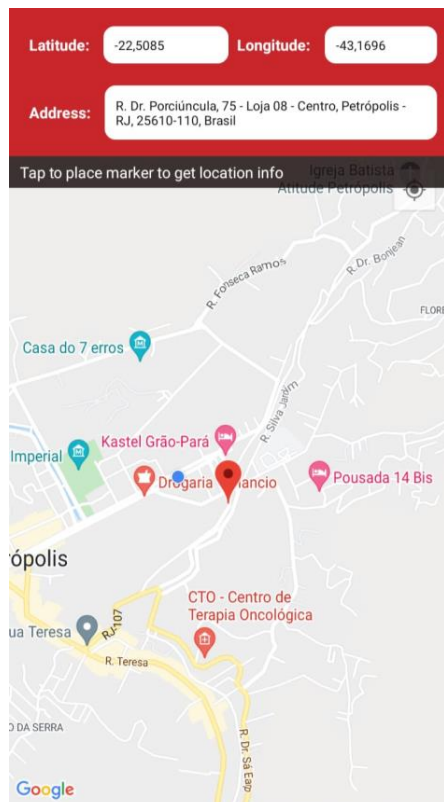 Latitude:
-22,5085
Longitude:
-43,1696
Address:
R. Dr. Porciúncula, 75 - Loja 08 - Centro, Petrópolis -
RJ, 25610-110, Brasil
Tap to place marker to get location info
Igreja Batista
Atitude Petrópolis
R. Dr. Bonjean
R. Fonseca Ramos
FLORE
Casa do 7 erros
R. Silva Jardim
Kastel Grão-Pará
Imperial
Drogaria
ancio
Pousada 14 Bis
rópolis
CTO - Centro de
Terapia Oncológica
RJ-107
ua Teresa
R. Teresa
O DA SERRA
R. Dr. Sá Earp
Google